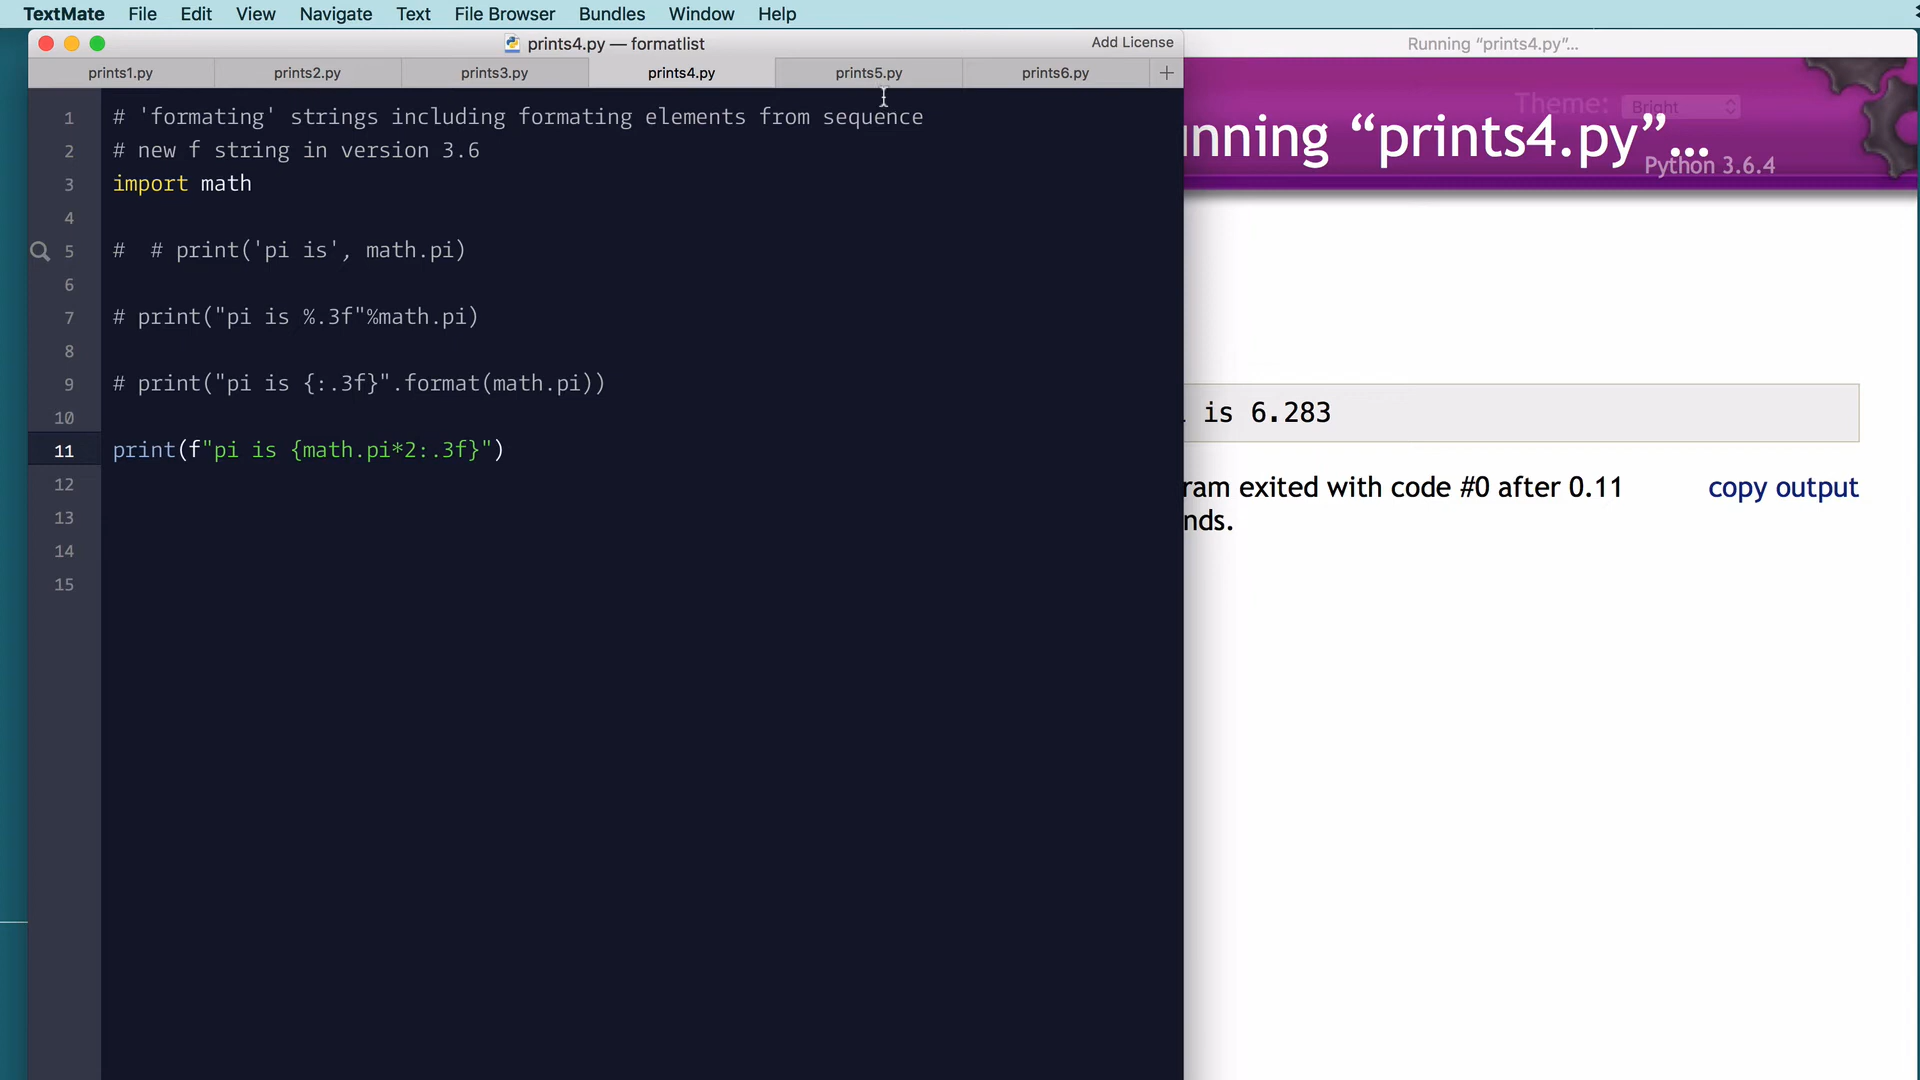 TextMate File Edit View Navigate Text File Browser Bundles Window Help
prints4.py — formatlist
Add License
prints1.py prints2.py prints3.py prints4.py prints5.py prints6.py +
1 # 'formating' strings including formating elements from sequence
2 # new f string in version 3.6
3 import math
4
5 #  # print('pi is', math.pi)
6
7 # print("pi is %.3f"%math.pi)
8
9 # print("pi is {:.3f}".format(math.pi))
10
11 print(f"pi is {math.pi*2:.3f}")
12
13
14
15
Running “prints4.py”...
Theme: Bright
nning “prints4.py”...
Python 3.6.4
is 6.283
ram exited with code #0 after 0.11
nds.
copy output